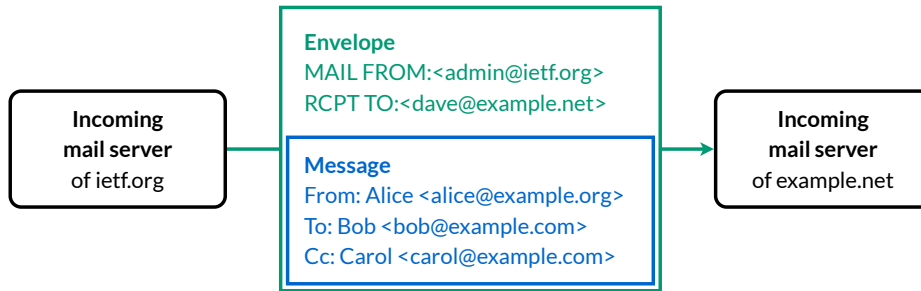 Incoming
mail server
of ietf.org
Envelope
MAIL FROM:<admin@ietf.org>
RCPT TO:<dave@example.net>
Message
From: Alice <alice@example.org>
To: Bob <bob@example.com>
Cc: Carol <carol@example.com>
Incoming
mail server
of example.net